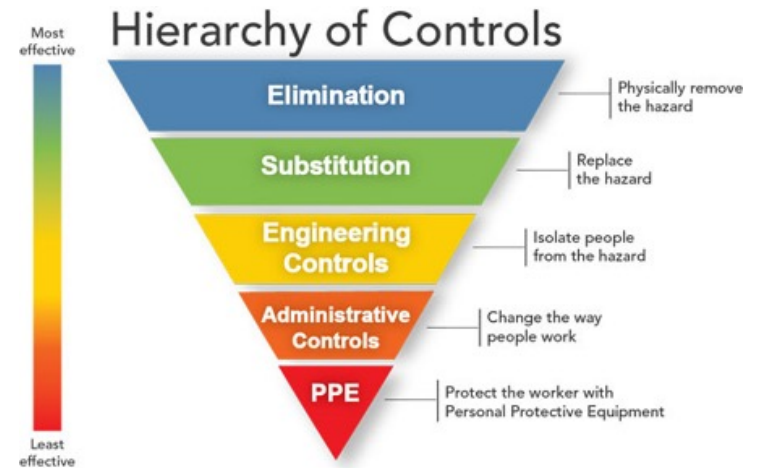 Hierarchy of Controls
Most
effective
Elimination
Physically remove
the hazard
Substitution
Replace
the hazard
Engineering
Controls
Isolate people
from the hazard
Administrative
Controls
Change the way
people work
PPE
Protect the worker with
Personal Protective Equipment
Least
effective